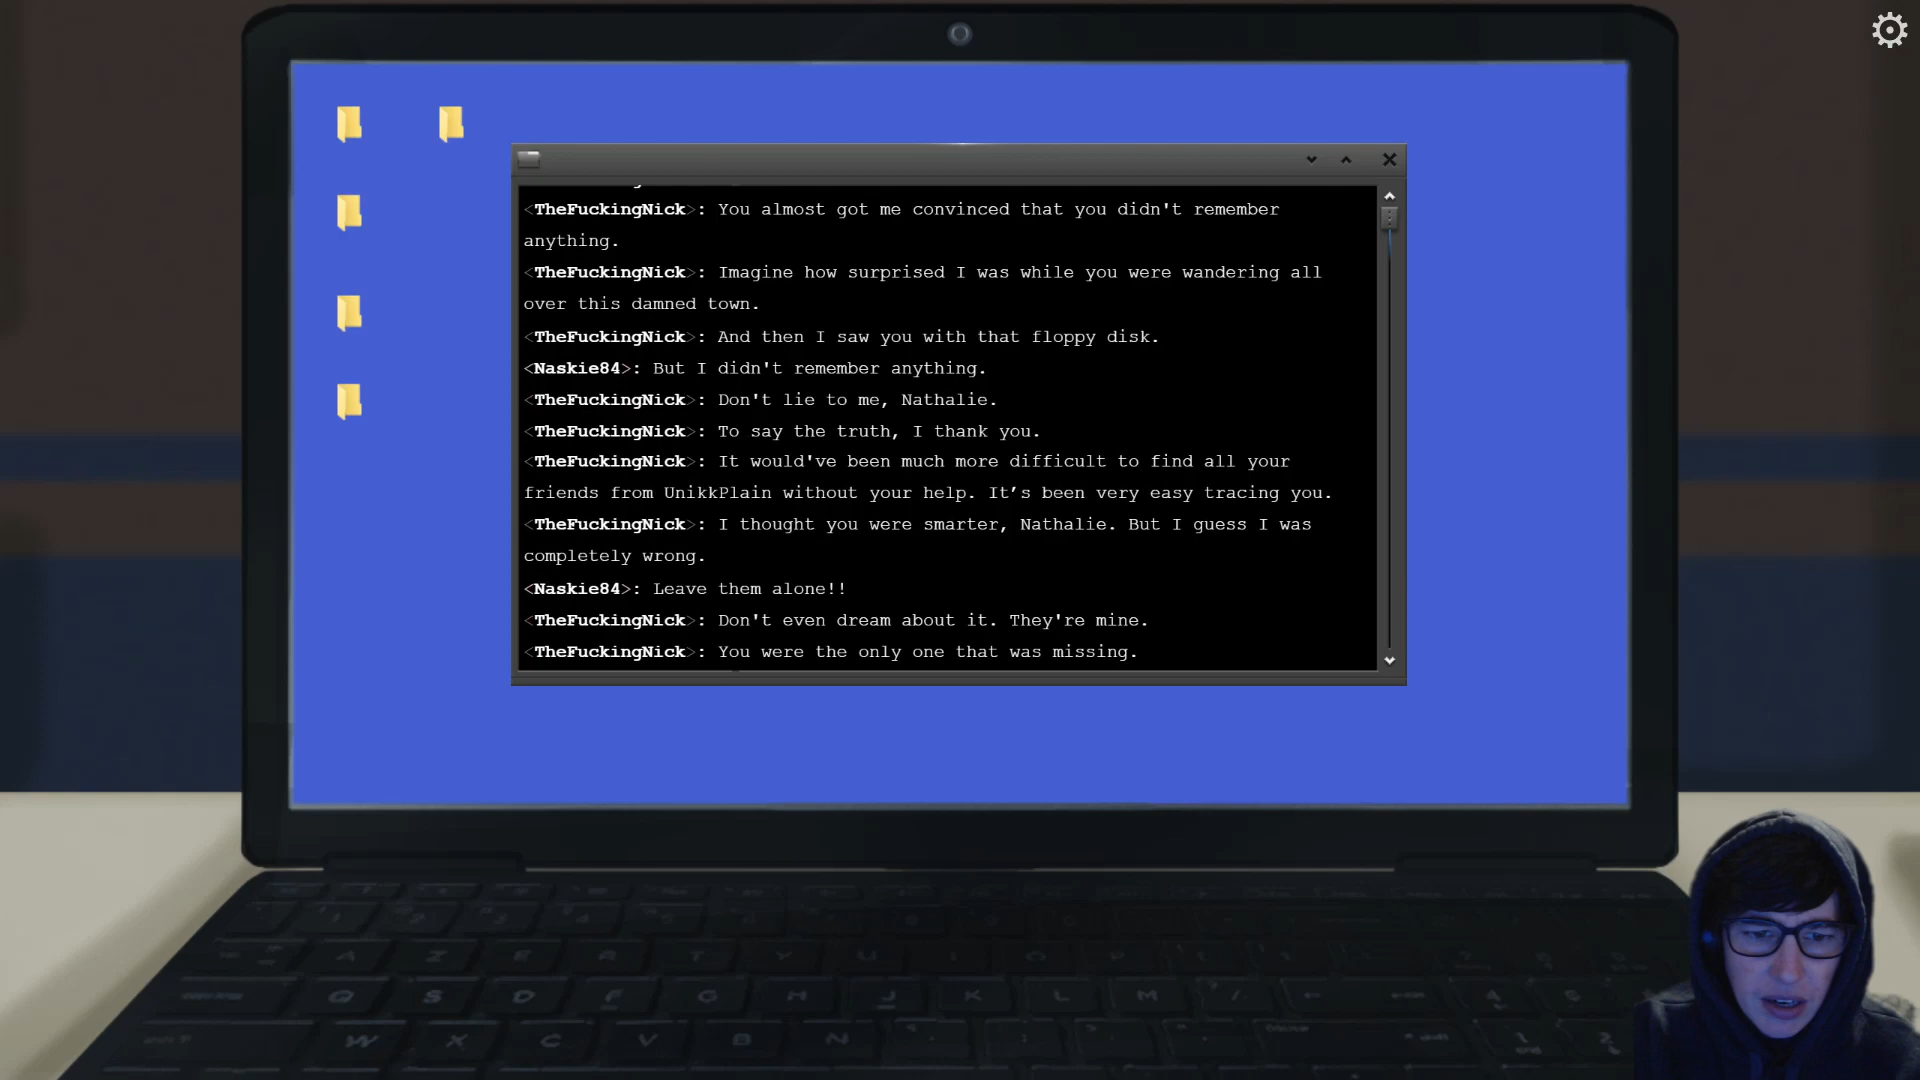 <TheFuckingNick>: You almost got me convinced that you didn't remember
anything.
<TheFuckingNick>: Imagine how surprised I was while you were wandering all
over this damned town.
<TheFuckingNick>: And then I saw you with that floppy disk.
<Naskie84>: But I didn't remember anything.
<TheFuckingNick>: Don't lie to me, Nathalie.
<TheFuckingNick>: To say the truth, I thank you.
<TheFuckingNick>: It would've been much more difficult to find all your
friends from UnikkPlain without your help. It’s been very easy tracing you.
<TheFuckingNick>: I thought you were smarter, Nathalie. But I guess I was
completely wrong.
<Naskie84>: Leave them alone!!
<TheFuckingNick>: Don't even dream about it. They're mine.
<TheFuckingNick>: You were the only one that was missing.